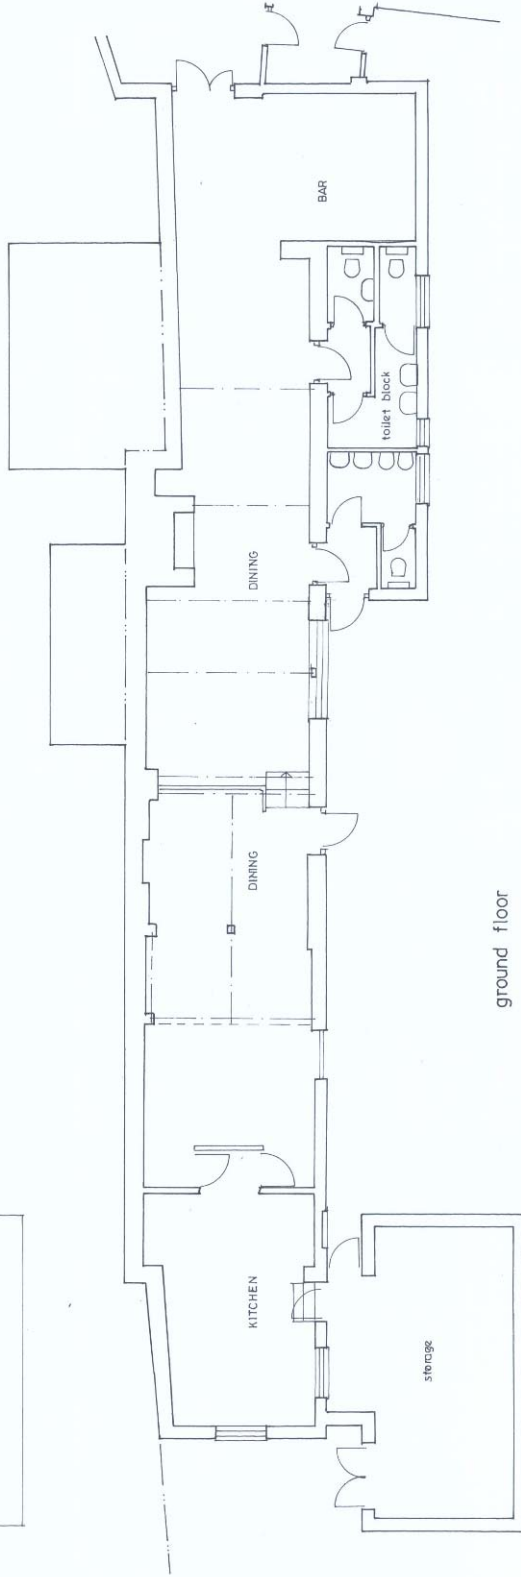 BAR
toilet block
DINING
DINING
KITCHEN
storage
ground floor